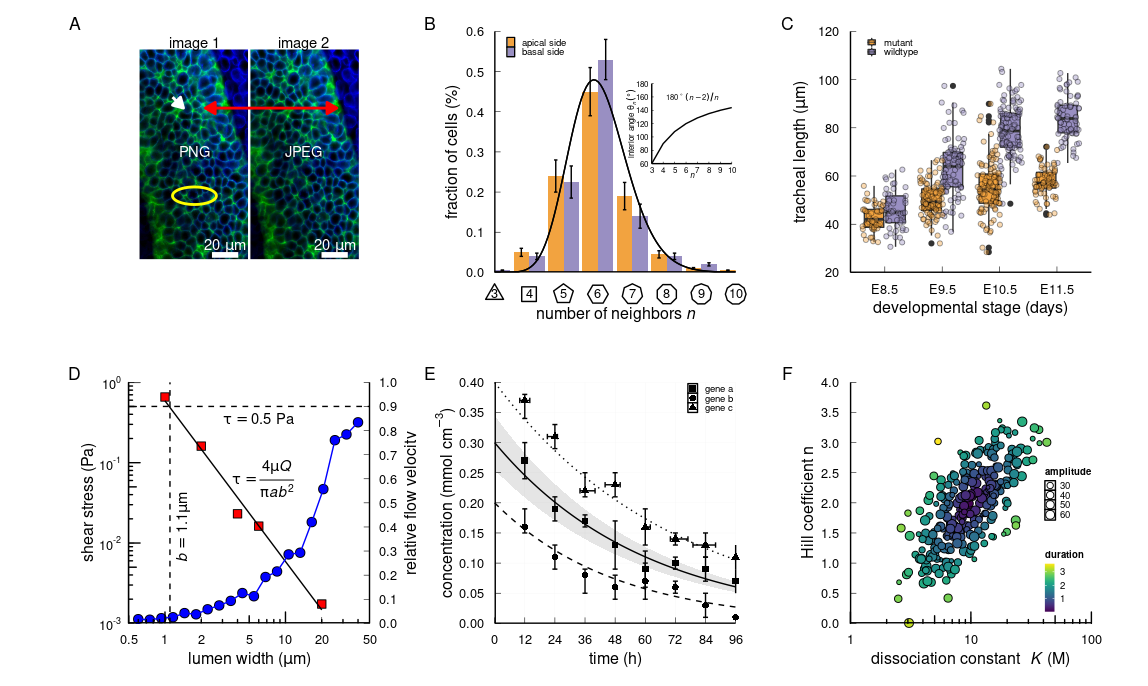 A
image 1
image 2
PNG
JPEG
20 µm
20 µm
B
apical side
basal side
fraction of cells (%)
0.6
0.5
0.4
0.3
0.2
0.1
0.0
3
4
5
6
7
8
9
10
number of neighbors n
180°(n−2)/n
interior angle θn (°)
180
160
140
120
100
80
60
3 4 5 6 7 8 9 10
n
C
mutant
wildtype
tracheal length (µm)
120
100
80
60
40
20
E8.5
E9.5
E10.5
E11.5
developmental stage (days)
D
shear stress (Pa)
10^0
10^-1
10^-2
10^-3
τ = 0.5 Pa
τ = 4µQ/πab^2
b = 1.1µm
1.0
0.9
0.8
0.7
0.6
0.5
0.4
0.3
0.2
0.1
0.0
relative flow velocity
0.5 1 2 5 10 20 50
lumen width (µm)
E
gene a
gene b
gene c
concentration (mmol cm^−3)
0.40
0.35
0.30
0.25
0.20
0.15
0.10
0.05
0.00
0 12 24 36 48 60 72 84 96
time (h)
F
Hill coefficient n
4.0
3.5
3.0
2.5
2.0
1.5
1.0
0.5
0.0
1 10 100
dissociation constant K (M)
amplitude
30
40
50
60
duration
3
2
1